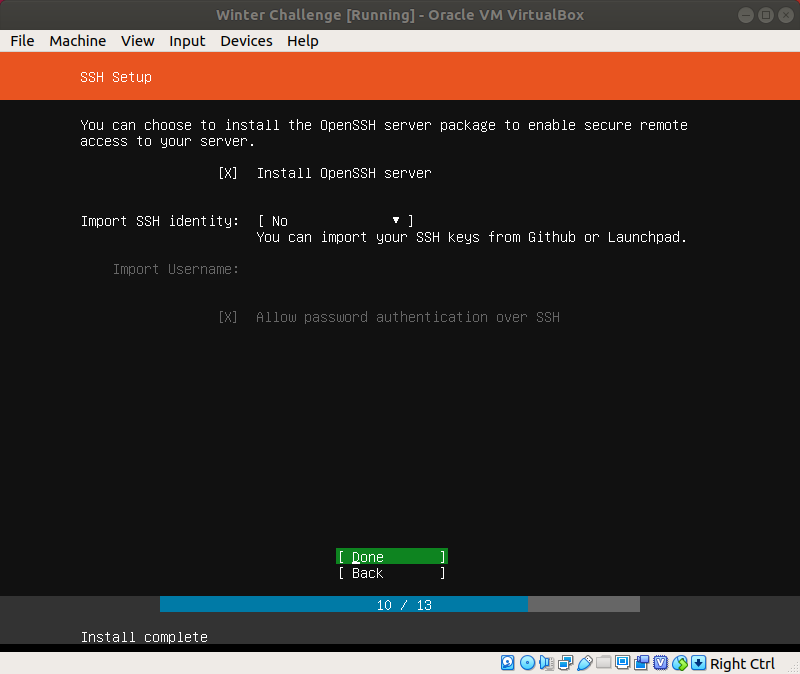 Winter Challenge [Running] - Oracle VM VirtualBox
File Machine View Input Devices Help
SSH Setup
You can choose to install the OpenSSH server package to enable secure remote
access to your server.
[X] Install OpenSSH server
Import SSH identity: [ No ▾ ]
You can import your SSH keys from Github or Launchpad.
Import Username:
[X] Allow password authentication over SSH
[ Done ]
[ Back ]
10 / 13
Install complete
Right Ctrl